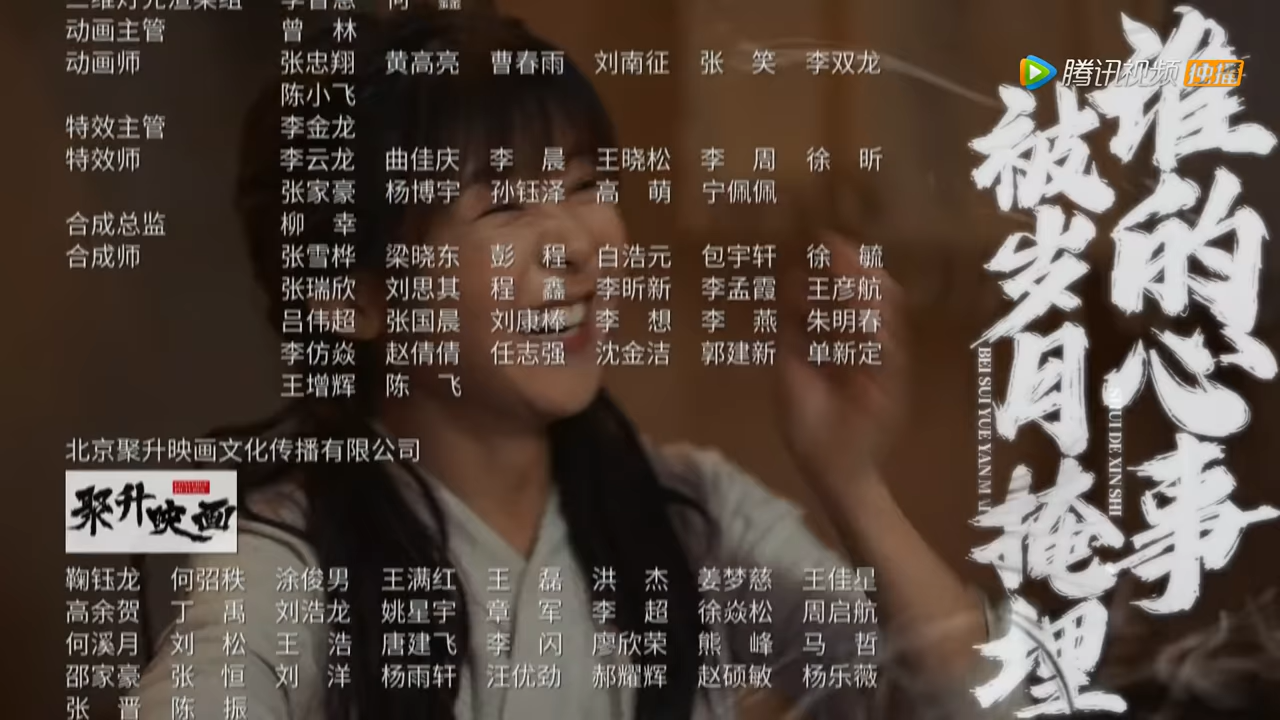 动画主管 曾 林
动画师 张忠翔 黄高亮 曹春雨 刘南征 张 笑 李双龙
陈小飞
特效主管 李金龙
特效师 李云龙 曲佳庆 李 晨 王晓松 李 周 徐 昕
张家豪 杨博宇 孙钰泽 高 萌 宁佩佩
合成总监 柳 幸
合成师 张雪桦 梁晓东 彭 程 白浩元 包宇轩 徐 毓
张瑞欣 刘思其 程 鑫 李昕新 李孟霞 王彦航
吕伟超 张国晨 刘康棒 李 想 李 燕 朱明春
李仿焱 赵倩倩 任志强 沈金洁 郭建新 单新定
王增辉 陈 飞
北京聚升映画文化传播有限公司
聚升映画
鞠钰龙 何弨秩 涂俊男 王满红 王 磊 洪 杰 姜梦慈 王佳星
高余贺 丁 禹 刘浩龙 姚星宇 章 军 李 超 徐焱松 周启航
何溪月 刘 松 王 浩 唐建飞 李 闪 廖欣荣 熊 峰 马 哲
邵家豪 张 恒 刘 洋 杨雨轩 汪优劲 郝耀辉 赵硕敏 杨乐薇
张 晋 陈 振
腾讯视频 独播
谁的心事
被岁月掩埋
DE XIN SHI
BEI SUI YUE YAN M